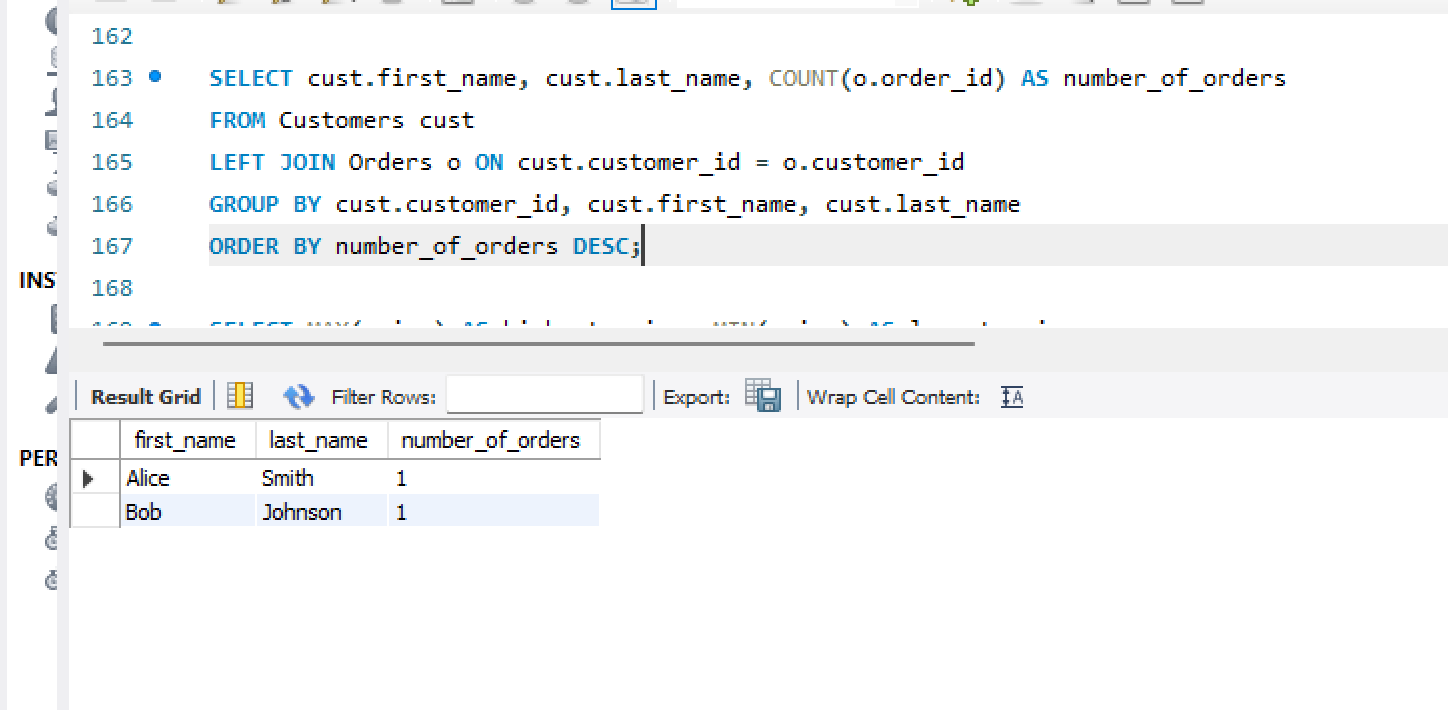 162
163 SELECT cust.first_name, cust.last_name, COUNT(o.order_id) AS number_of_orders
164 FROM Customers cust
165 LEFT JOIN Orders o ON cust.customer_id = o.customer_id
166 GROUP BY cust.customer_id, cust.first_name, cust.last_name
167 ORDER BY number_of_orders DESC;
INS
168
Result Grid Filter Rows: Export: Wrap Cell Content: IA
first_name last_name number_of_orders
PER
Alice Smith 1
Bob Johnson 1